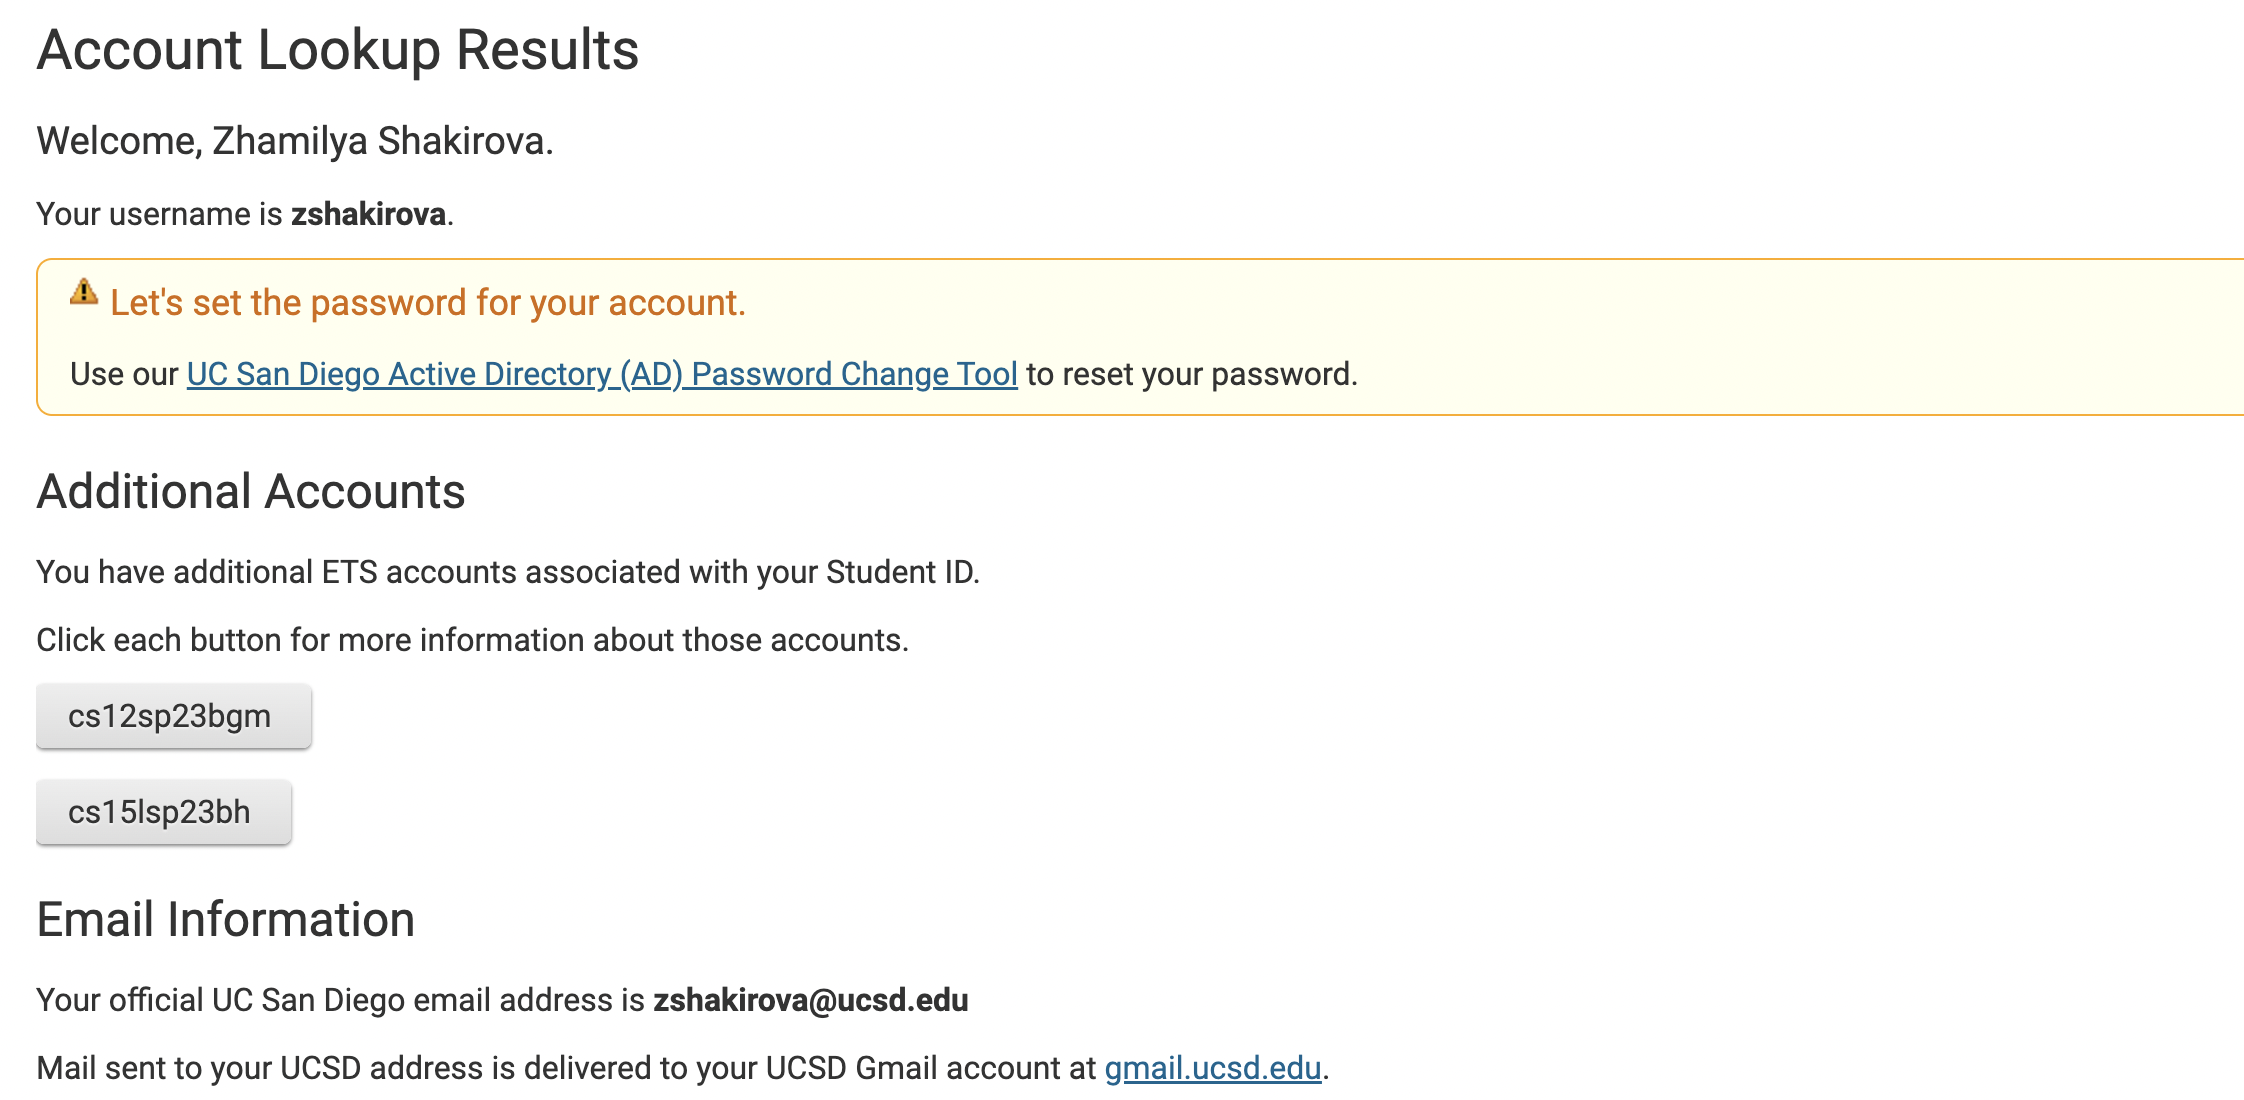 Account Lookup Results
Welcome, Zhamilya Shakirova.
Your username is zshakirova.
Let's set the password for your account.
Use our UC San Diego Active Directory (AD) Password Change Tool to reset your password.
Additional Accounts
You have additional ETS accounts associated with your Student ID.
Click each button for more information about those accounts.
cs12sp23bgm
cs15lsp23bh
Email Information
Your official UC San Diego email address is zshakirova@ucsd.edu
Mail sent to your UCSD address is delivered to your UCSD Gmail account at gmail.ucsd.edu.